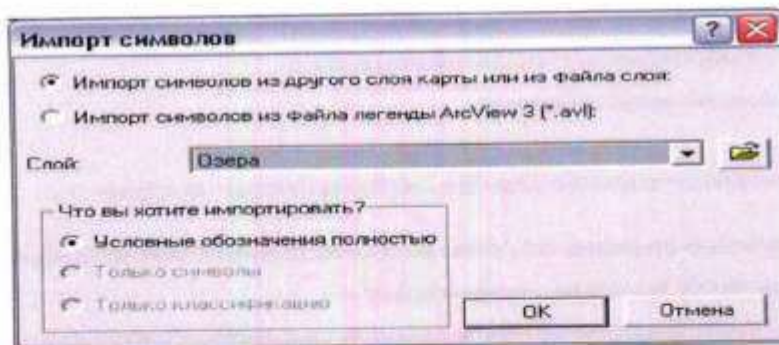 Импорт символов
Импорт символов из другого слоя карты или из файла слоя:
Импорт символов из файла легенды ArcView 3 (*.avl):
Слой: Озера
Что вы хотите импортировать?
Условные обозначения полностью
Только символы
Только классификацию
OK Отмена